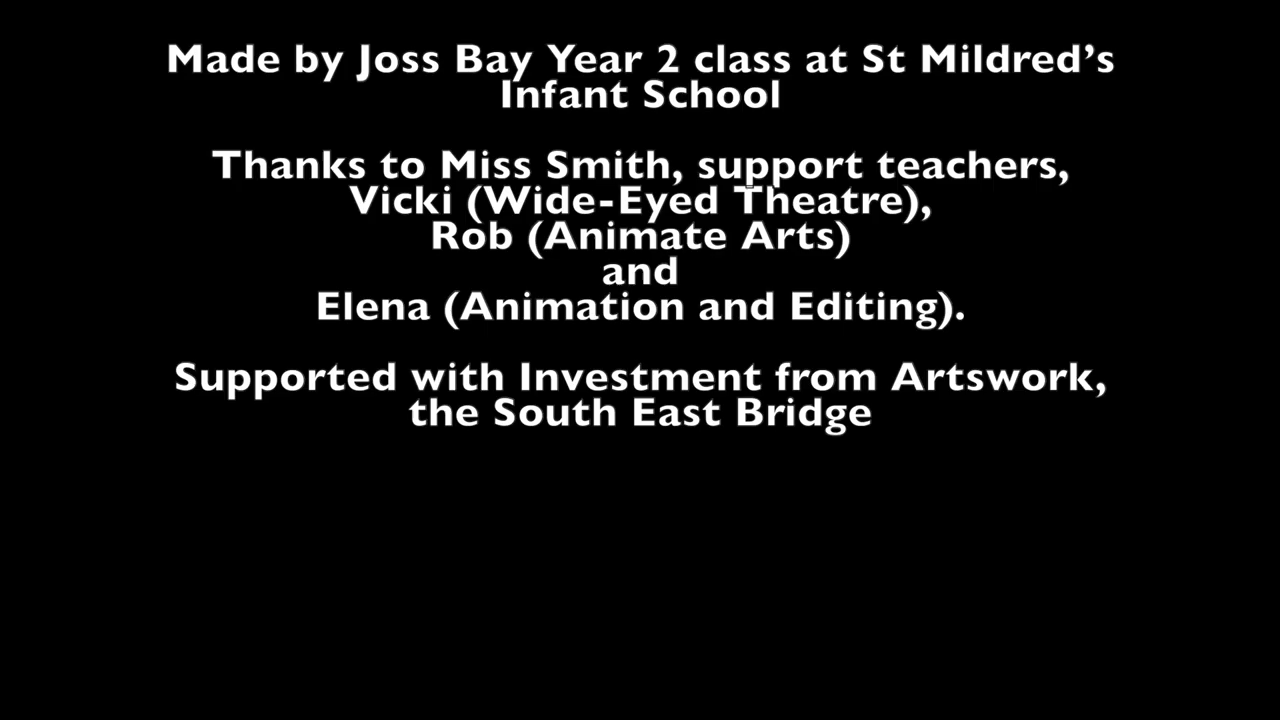 Made by Joss Bay Year 2 class at St Mildred’s
Infant School
Thanks to Miss Smith, support teachers,
Vicki (Wide-Eyed Theatre),
Rob (Animate Arts)
and
Elena (Animation and Editing).
Supported with Investment from Artswork,
the South East Bridge